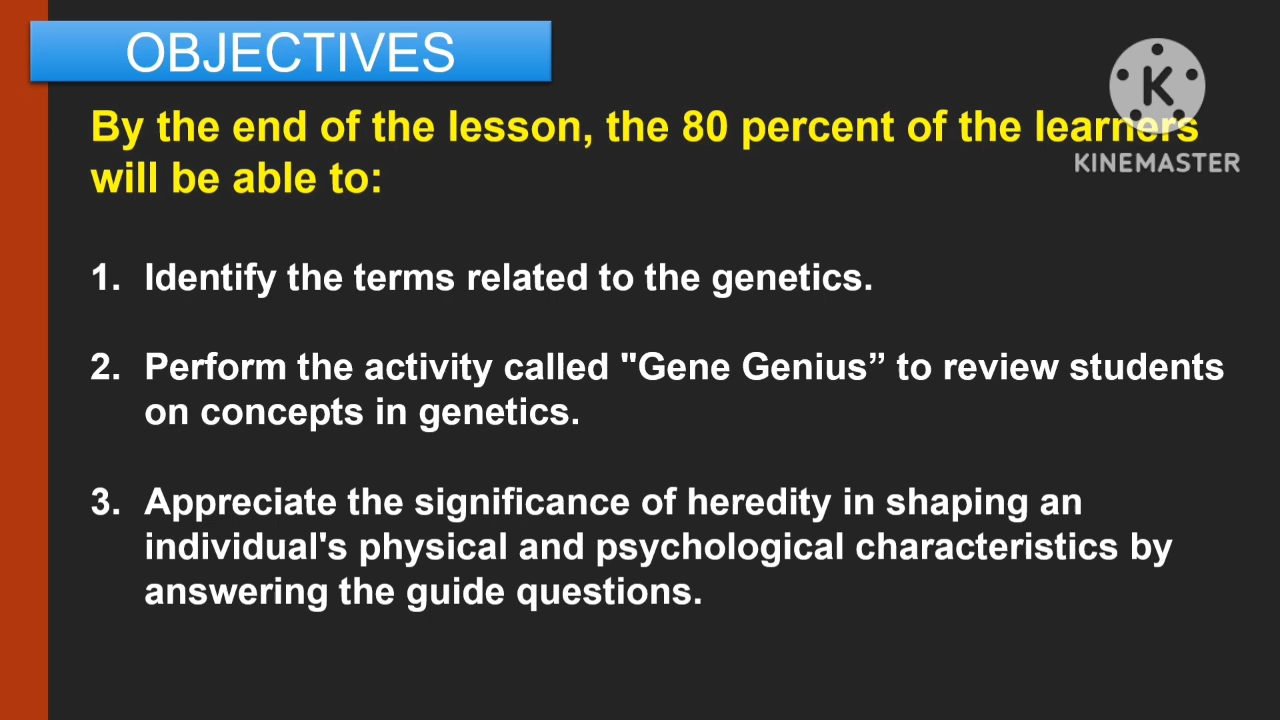 OBJECTIVES
By the end of the lesson, the 80 percent of the learners
will be able to:
K
KINEMASTER
1. Identify the terms related to the genetics.
2. Perform the activity called "Gene Genius” to review students
on concepts in genetics.
3. Appreciate the significance of heredity in shaping an
individual's physical and psychological characteristics by
answering the guide questions.